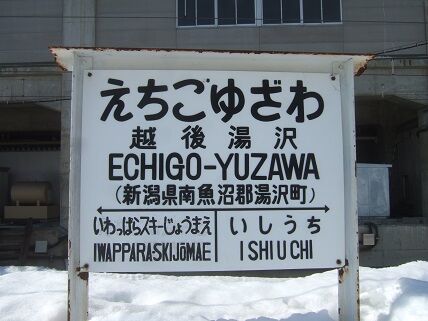 えちごゆざわ
越後湯沢
ECHIGO-YUZAWA
(新潟県南魚沼郡湯沢町)
いわっぱらスキーじょうまえ
IWAPPARA-SKIJŌMAE
いしうち
ISHIUCHI